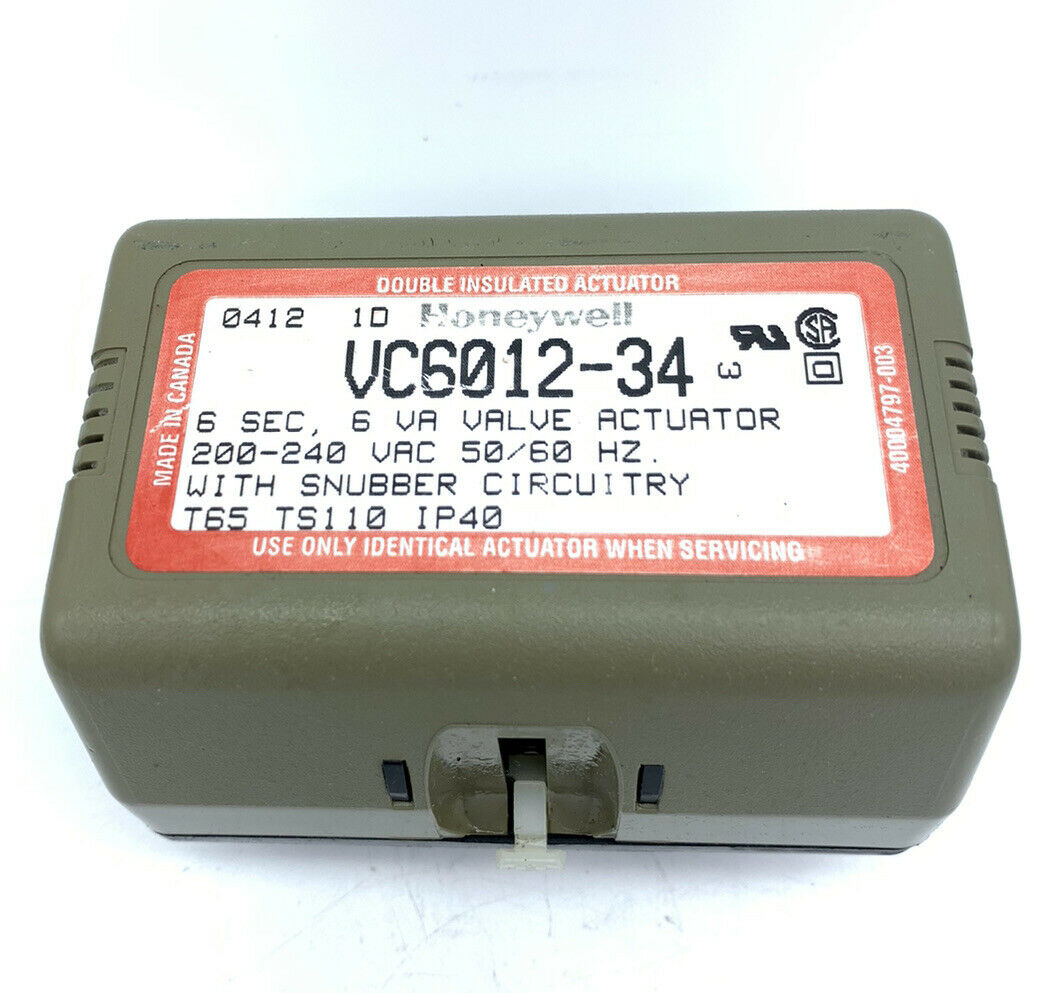 DOUBLE INSULATED ACTUATOR
0412 1D Honeywell
VC6012-34
3
6 SEC, 6 VA VALVE ACTUATOR
200-240 VAC 50/60 HZ.
WITH SNUBBER CIRCUITRY
T65 TS110 IP40
USE ONLY IDENTICAL ACTUATOR WHEN SERVICING
MADE IN CANADA
40004797-003